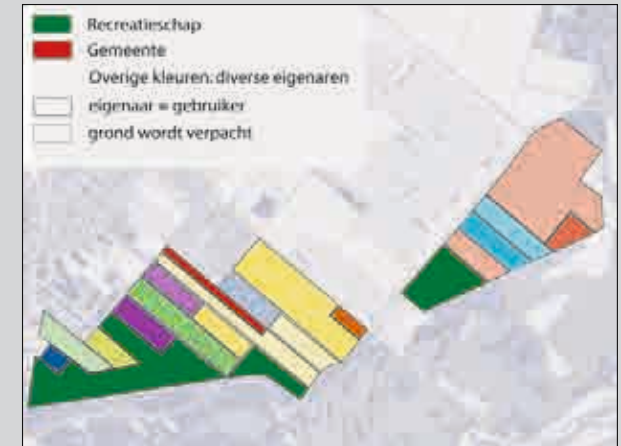 Recreatieschap
Gemeente
Overige kleuren: diverse eigenaren
eigenaar = gebruiker
grond wordt verpacht